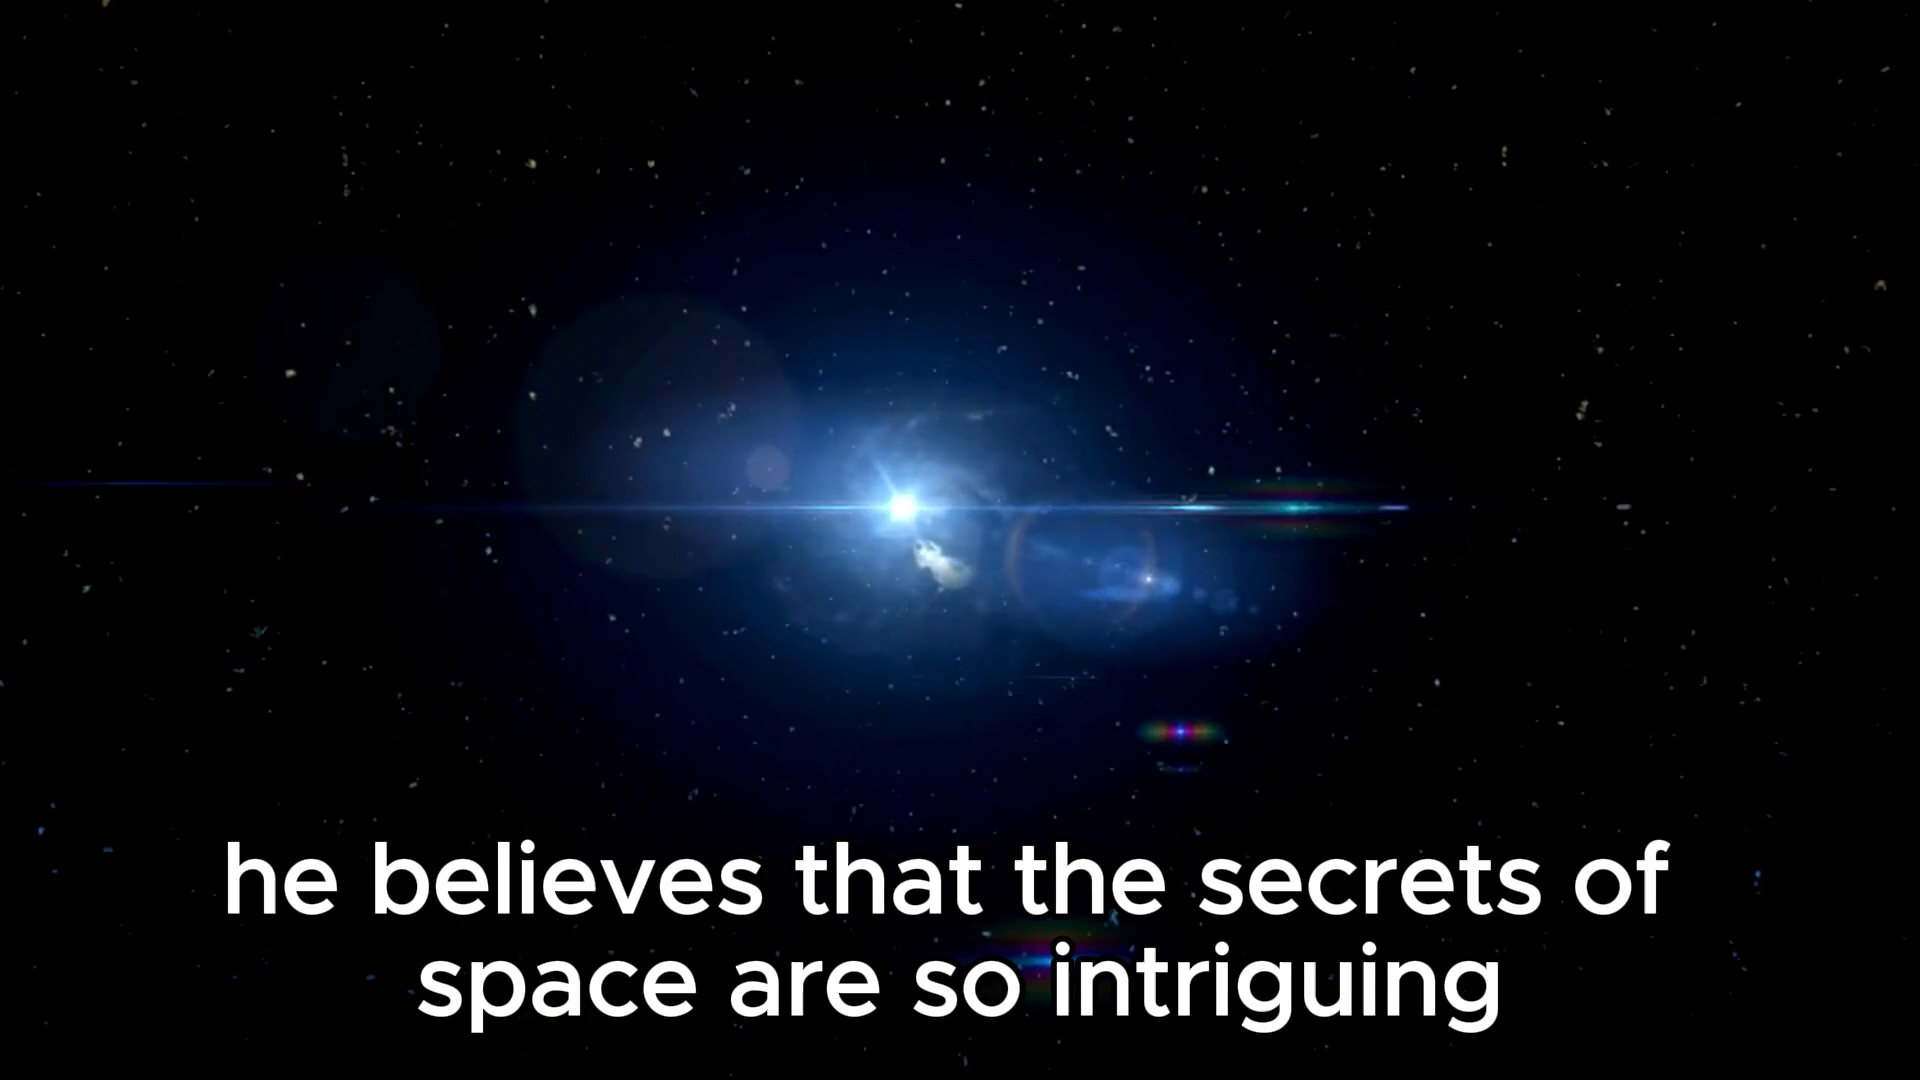 he believes that the secrets of
space are so intriguing